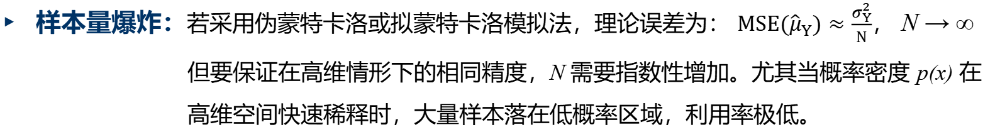 ▸ 样本量爆炸：若采用伪蒙特卡洛或拟蒙特卡洛模拟法，理论误差为： MSE(μ̂_Y) ≈ σ²_Y/N, N → ∞
但要保证在高维情形下的相同精度，N 需要指数性增加。尤其当概率密度 p(x) 在
高维空间快速稀释时，大量样本落在低概率区域，利用率极低。